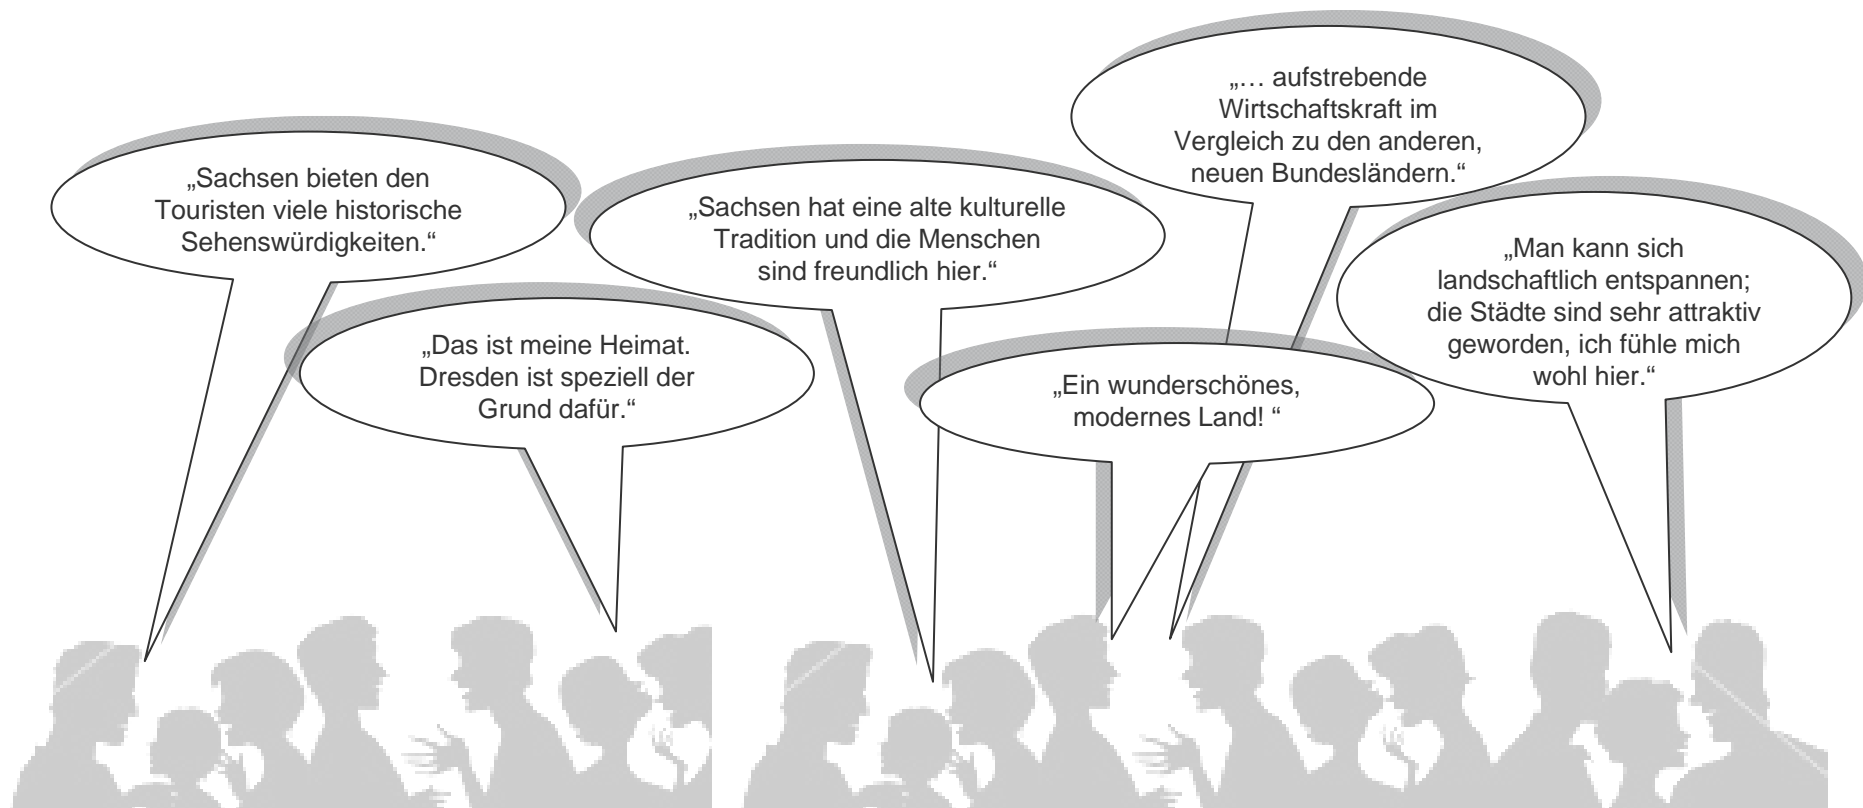 „Sachsen bieten den
Touristen viele historische
Sehenswürdigkeiten.“
„Das ist meine Heimat.
Dresden ist speziell der
Grund dafür.“
„Sachsen hat eine alte kulturelle
Tradition und die Menschen
sind freundlich hier.“
„… aufstrebende
Wirtschaftskraft im
Vergleich zu den anderen,
neuen Bundesländern.“
„Ein wunderschönes,
modernes Land! “
„Man kann sich
landschaftlich entspannen;
die Städte sind sehr attraktiv
geworden, ich fühle mich
wohl hier.“